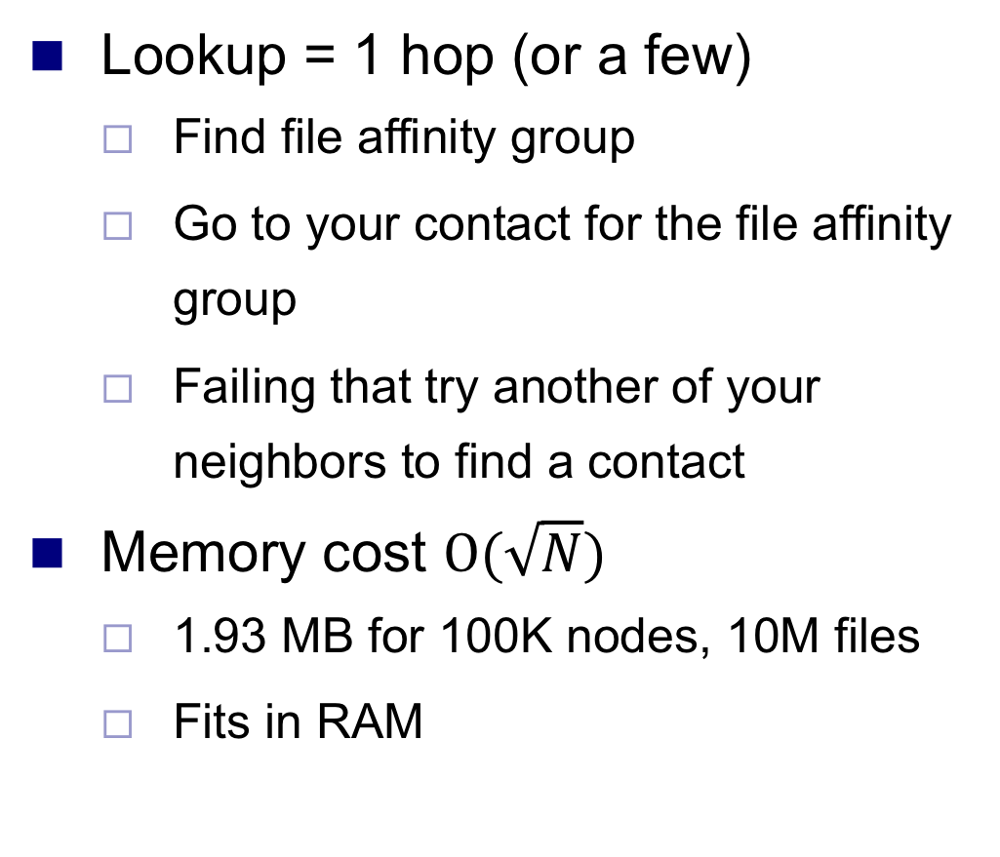 Lookup = 1 hop (or a few)
Find file affinity group
Go to your contact for the file affinity
group
Failing that try another of your
neighbors to find a contact
Memory cost O(√N)
1.93 MB for 100K nodes, 10M files
Fits in RAM